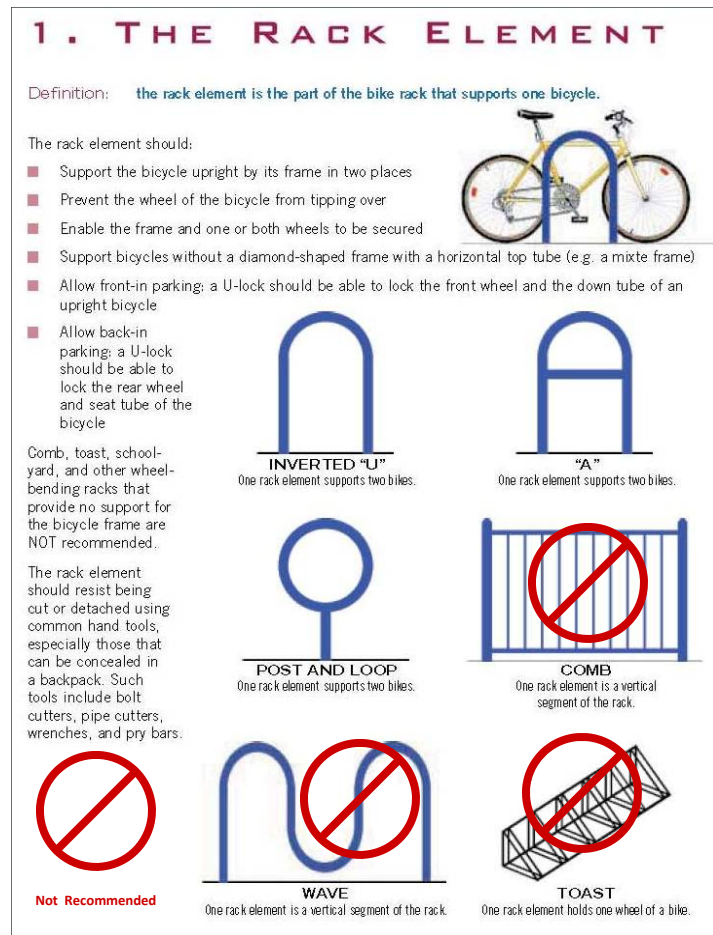 1. THE RACK ELEMENT
Definition: the rack element is the part of the bike rack that supports one bicycle.
The rack element should:
Support the bicycle upright by its frame in two places
Prevent the wheel of the bicycle from tipping over
Enable the frame and one or both wheels to be secured
Support bicycles without a diamond-shaped frame with a horizontal top tube (e.g. a mixte frame)
Allow front-in parking: a U-lock should be able to lock the front wheel and the down tube of an
upright bicycle
Allow back-in
parking: a U-lock
should be able to
lock the rear wheel
and seat tube of the
bicycle
Comb, toast, school-
yard, and other wheel-
bending racks that
provide no support for
the bicycle frame are
NOT recommended.
The rack element
should resist being
cut or detached using
common hand tools,
especially those that
can be concealed in
a backpack. Such
tools include bolt
cutters, pipe cutters,
wrenches, and pry bars.
Not Recommended
INVERTED "U"
One rack element supports two bikes.
"A"
One rack element supports two bikes.
POST AND LOOP
One rack element supports two bikes.
COMB
One rack element is a vertical
segment of the rack.
WAVE
One rack element is a vertical segment of the rack.
TOAST
One rack element holds one wheel of a bike.